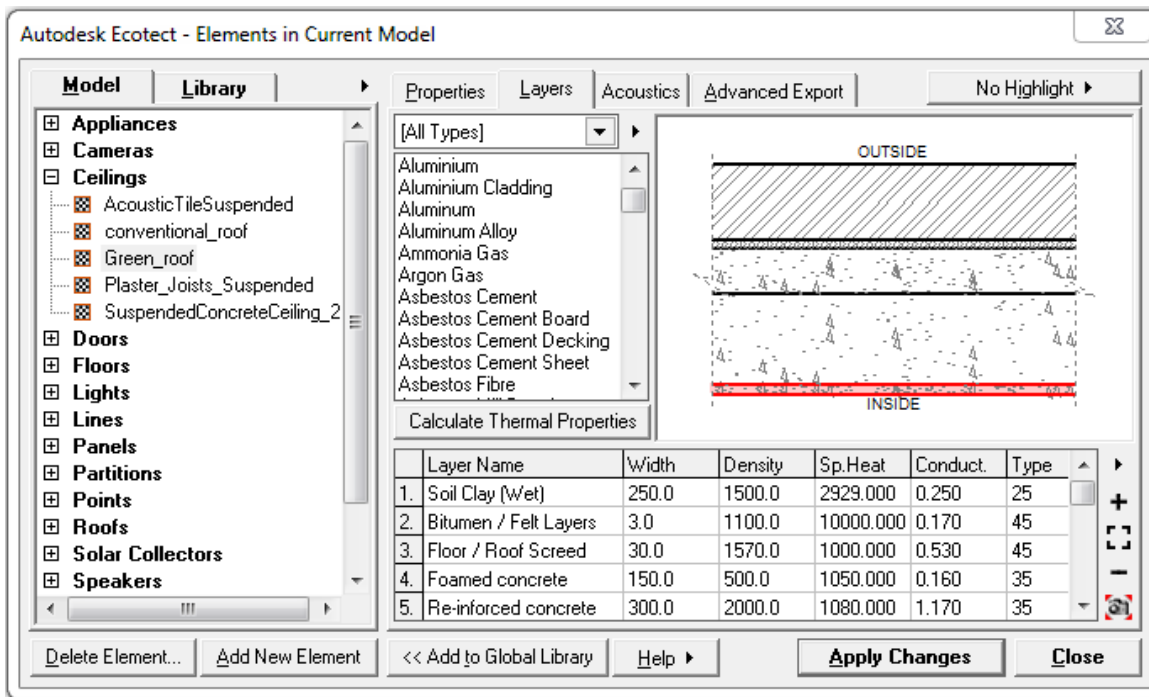 Autodesk Ecotect - Elements in Current Model
Model Library
Appliances
Cameras
Ceilings
AcousticTileSuspended
conventional_roof
Green_roof
Plaster_Joists_Suspended
SuspendedConcreteCeiling_2
Doors
Floors
Lights
Lines
Panels
Partitions
Points
Roofs
Solar Collectors
Speakers
Properties Layers Acoustics Advanced Export No Highlight
[All Types]
Aluminium
Aluminium Cladding
Aluminum
Aluminum Alloy
Ammonia Gas
Argon Gas
Asbestos Cement
Asbestos Cement Board
Asbestos Cement Decking
Asbestos Cement Sheet
Asbestos Fibre
Calculate Thermal Properties
OUTSIDE
INSIDE
Layer Name Width Density Sp.Heat Conduct. Type
1. Soil Clay (Wet) 250.0 1500.0 2929.000 0.250 25
2. Bitumen / Felt Layers 3.0 1100.0 10000.000 0.170 45
3. Floor / Roof Screed 30.0 1570.0 1000.000 0.530 45
4. Foamed concrete 150.0 500.0 1050.000 0.160 35
5. Re-inforced concrete 300.0 2000.0 1080.000 1.170 35
Delete Element... Add New Element << Add to Global Library Help Apply Changes Close